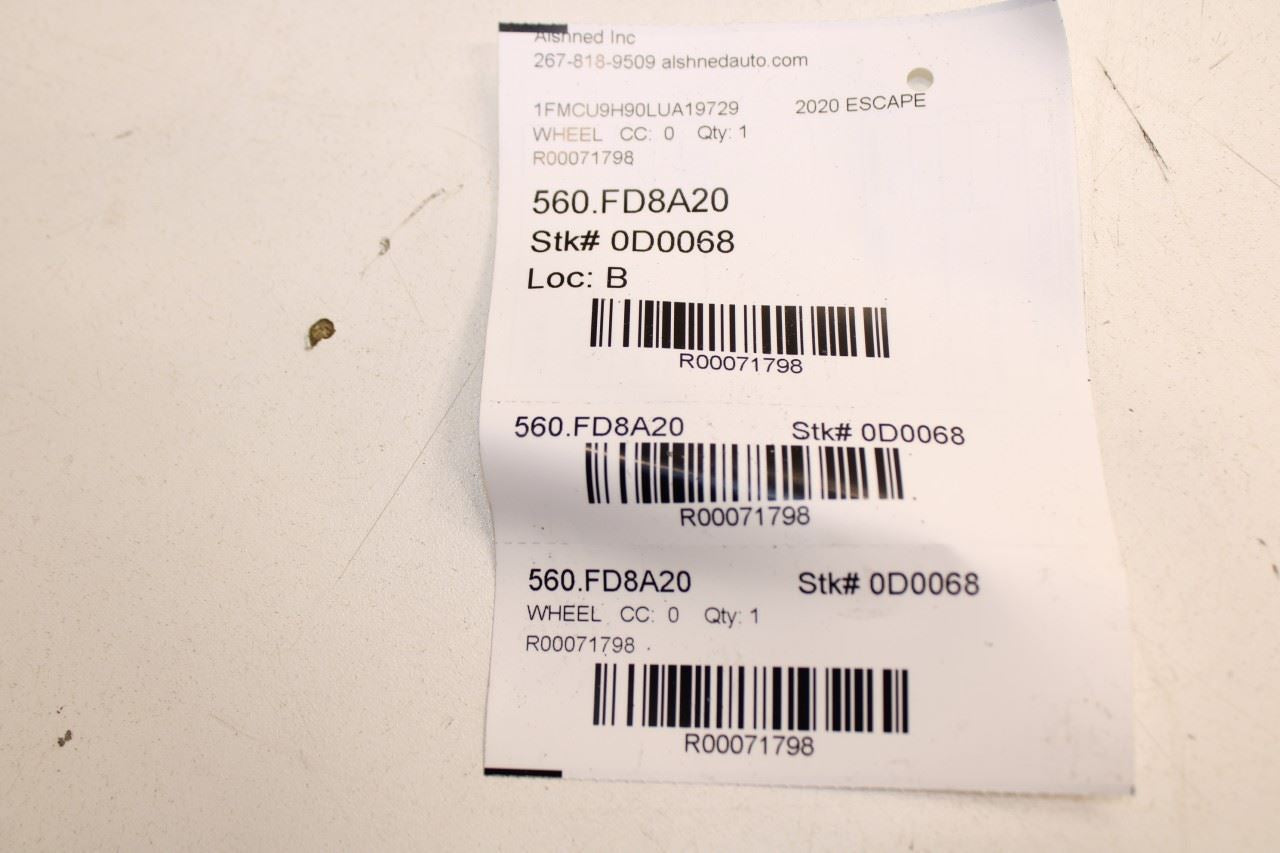 Alshned Inc
267-818-9509 alshnedauto.com
1FMCU9H90LUA19729 2020 ESCAPE
WHEEL CC: 0 Qty: 1
R00071798
560.FD8A20
Stk# 0D0068
Loc: B
R00071798
560.FD8A20 Stk# 0D0068
R00071798
560.FD8A20 Stk# 0D0068
WHEEL CC: 0 Qty: 1
R00071798
R00071798